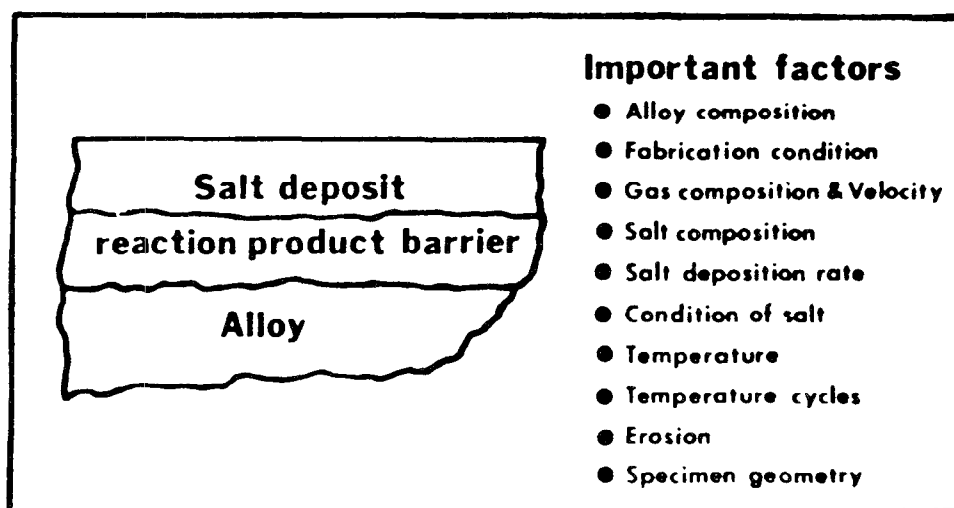 Important factors
● Alloy composition
● Fabrication condition
● Gas composition & Velocity
● Salt composition
● Salt deposition rate
● Condition of salt
● Temperature
● Temperature cycles
● Erosion
● Specimen geometry
Salt deposit
reaction product barrier
Alloy